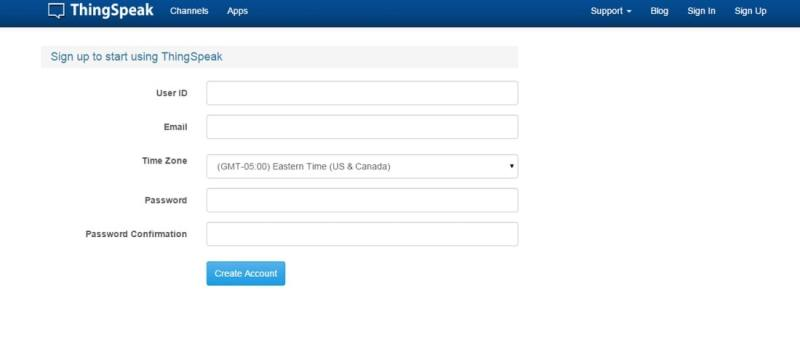 ThingSpeak Channels Apps Support Blog Sign In Sign Up
Sign up to start using ThingSpeak
User ID
Email
Time Zone (GMT-05:00) Eastern Time (US & Canada)
Password
Password Confirmation
Create Account